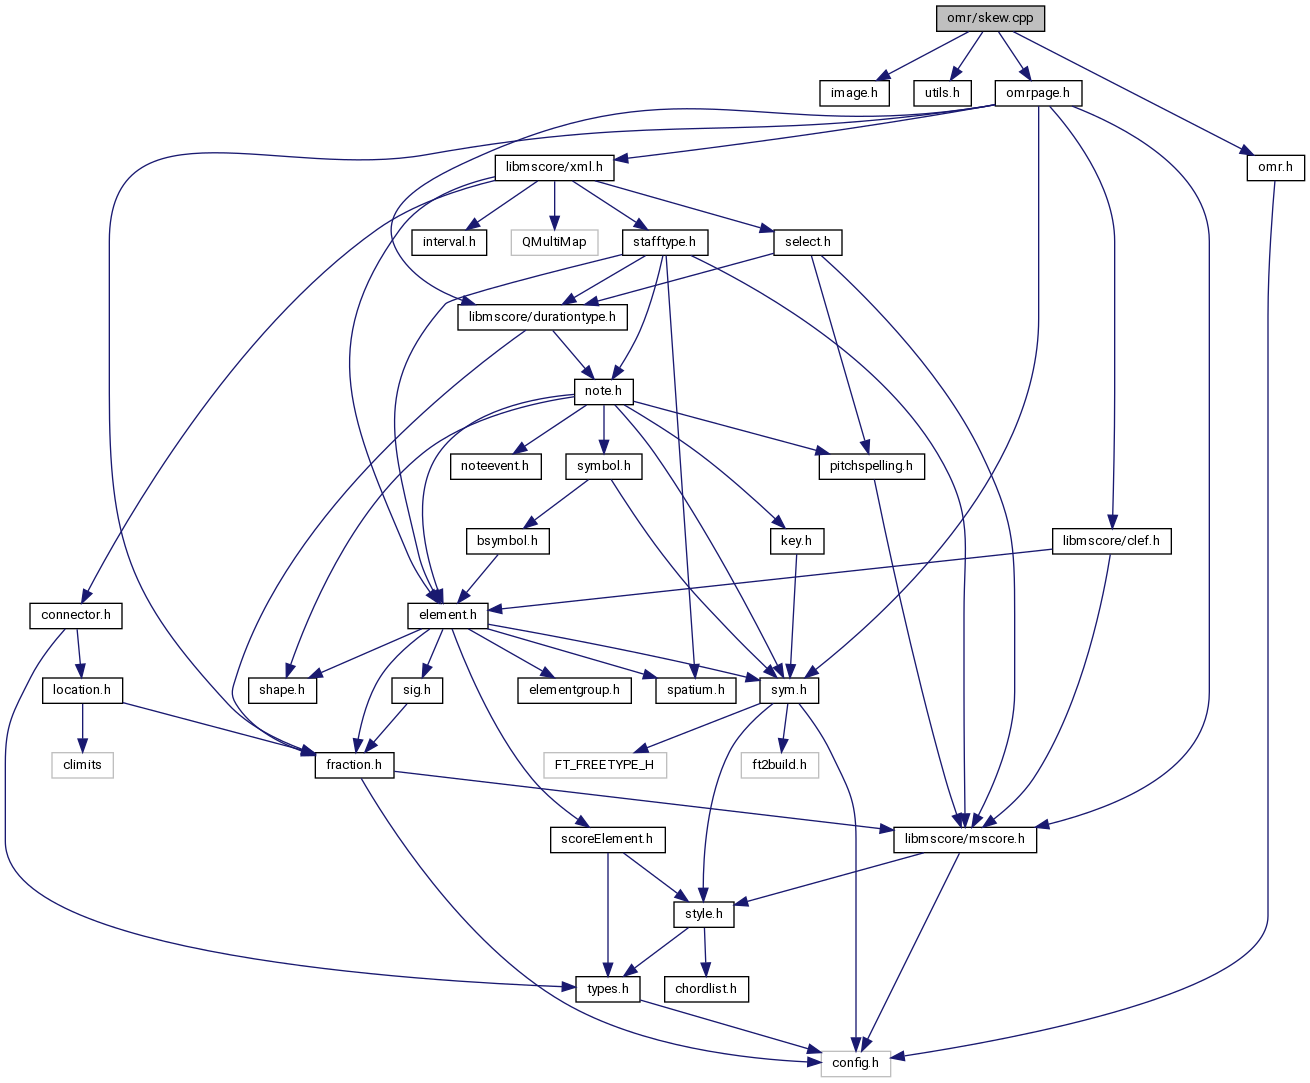 omr/skew.cpp
image.h
utils.h
omrpage.h
libmscore/xml.h
omr.h
interval.h
QMultiMap
stafftype.h
select.h
libmscore/durationtype.h
note.h
noteevent.h
symbol.h
pitchspelling.h
bsymbol.h
key.h
libmscore/clef.h
connector.h
element.h
location.h
shape.h
sig.h
elementgroup.h
spatium.h
sym.h
climits
fraction.h
FT_FREETYPE_H
ft2build.h
scoreElement.h
libmscore/mscore.h
style.h
types.h
chordlist.h
config.h